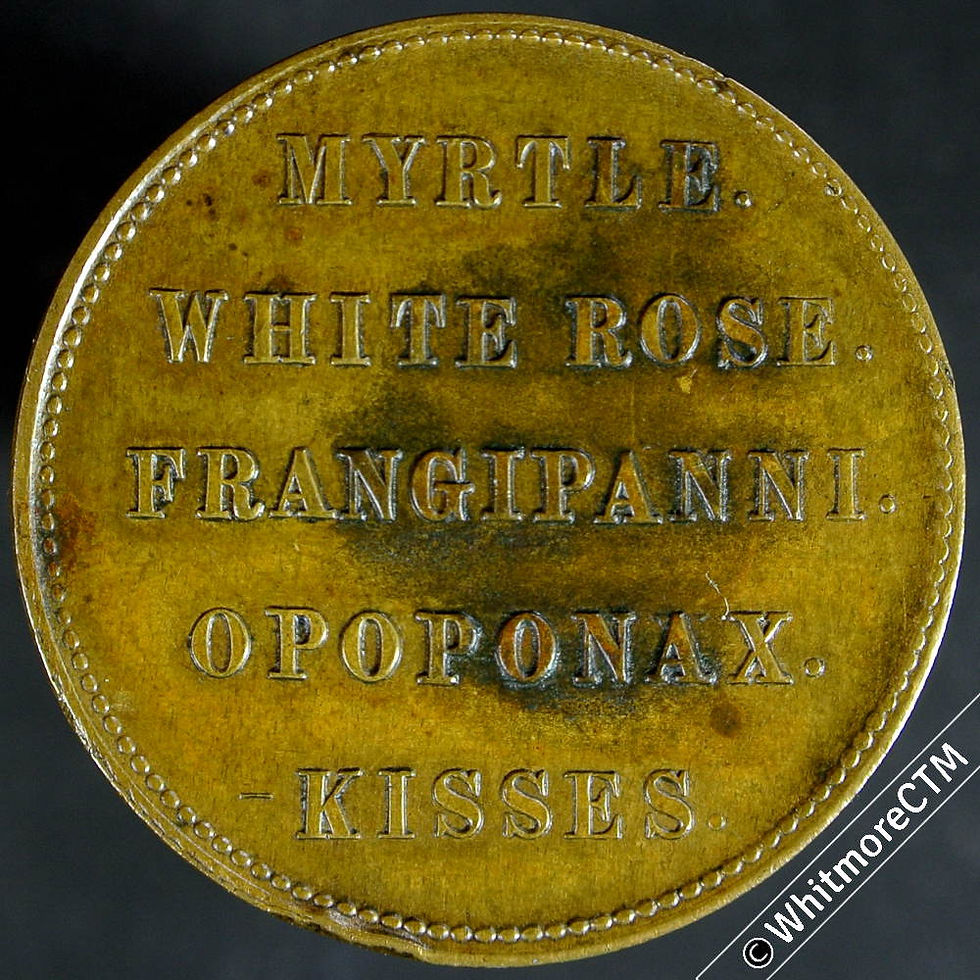 MYRTLE.
WHITE ROSE.
FRANGIPANNI.
OPOPONAX.
-KISSES.
©WhitmoreCTM